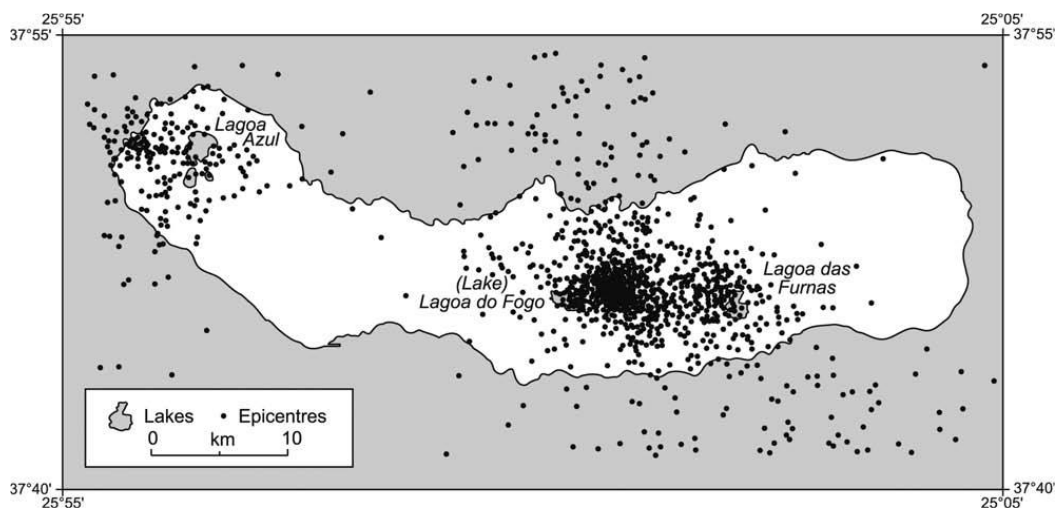 25°55'
25°05'
37°55'
37°55'
Lagoa
Azul
(Lake)
Lagoa do Fogo
Lagoa das
Furnas
Lakes
Epicentres
0
km
10
37°40'
37°40'
25°55'
25°05'